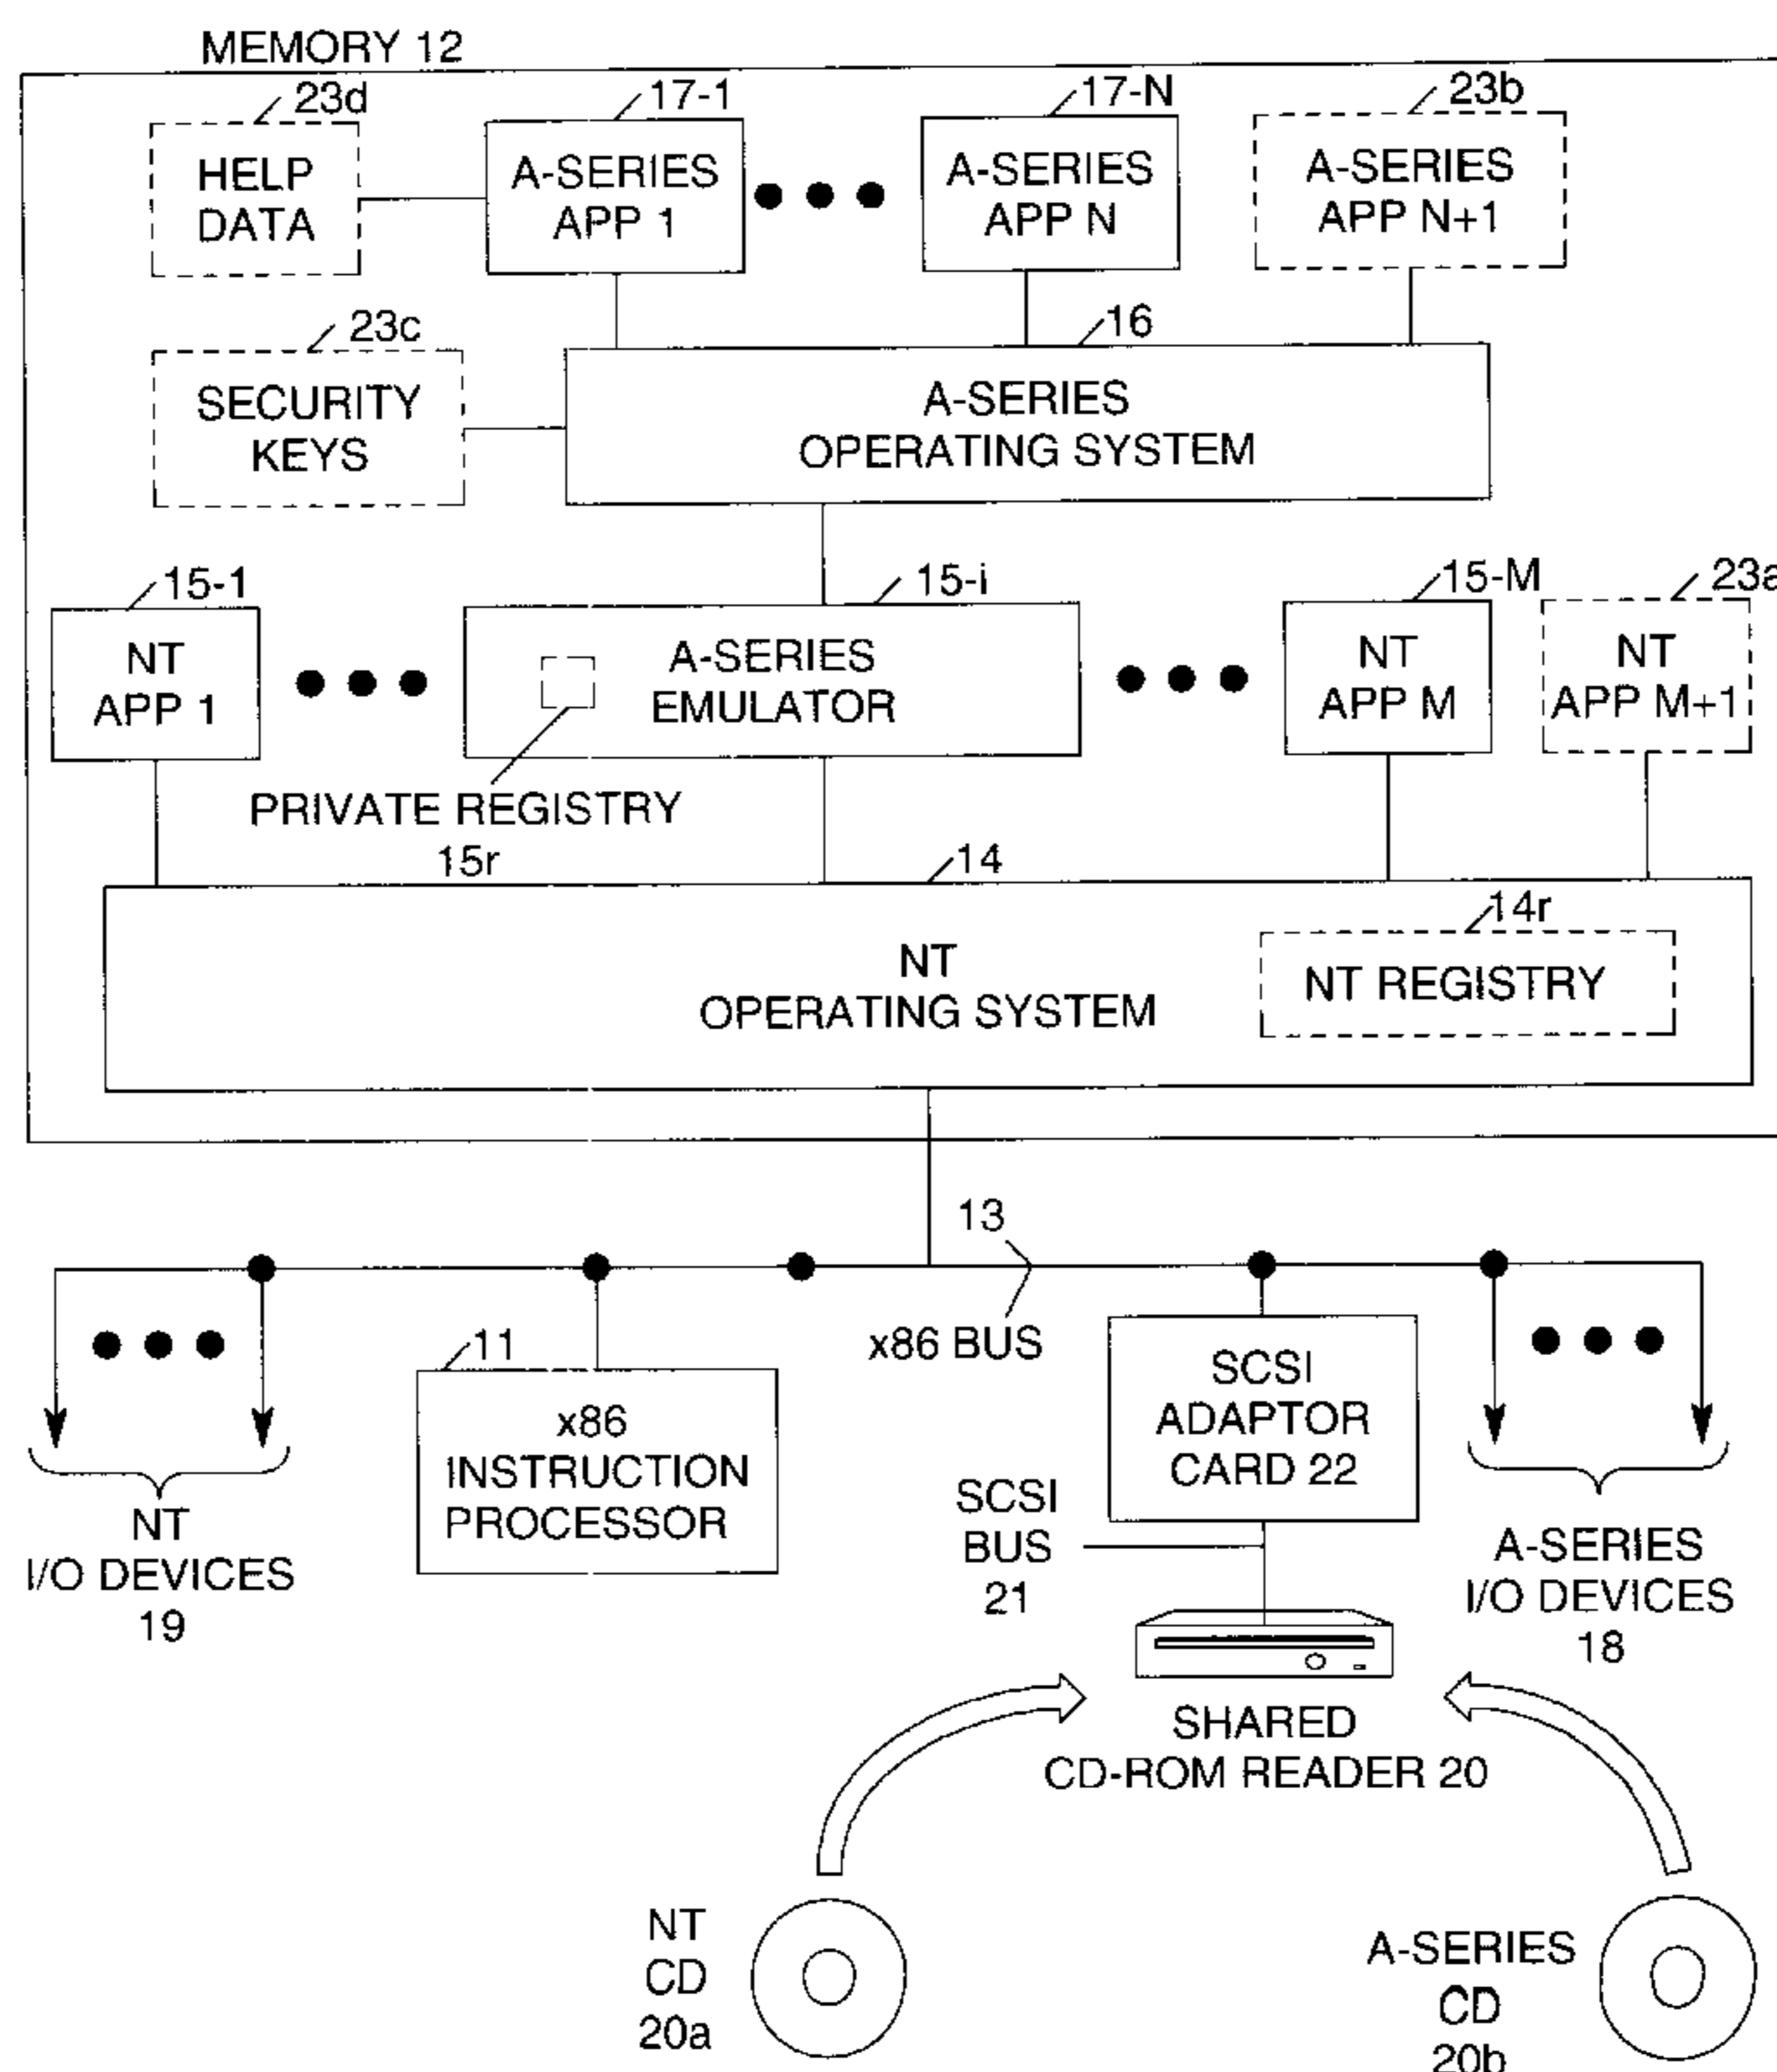 MEMORY 12
23d
17-1
17-N
23b
HELP
DATA
A-SERIES
APP 1
A-SERIES
APP N
A-SERIES
APP N+1
23c
16
SECURITY
KEYS
A-SERIES
OPERATING SYSTEM
15-1
15-i
15-M
23a
NT
APP 1
A-SERIES
EMULATOR
NT
APP M
NT
APP M+1
PRIVATE REGISTRY
15r
14
14r
NT
OPERATING SYSTEM
NT REGISTRY
13
x86 BUS
11
x86
INSTRUCTION
PROCESSOR
SCSI
ADAPTOR
CARD 22
SCSI
BUS
21
NT
I/O DEVICES
19
A-SERIES
I/O DEVICES
18
SHARED
CD-ROM READER 20
NT
CD
20a
A-SERIES
CD
20b